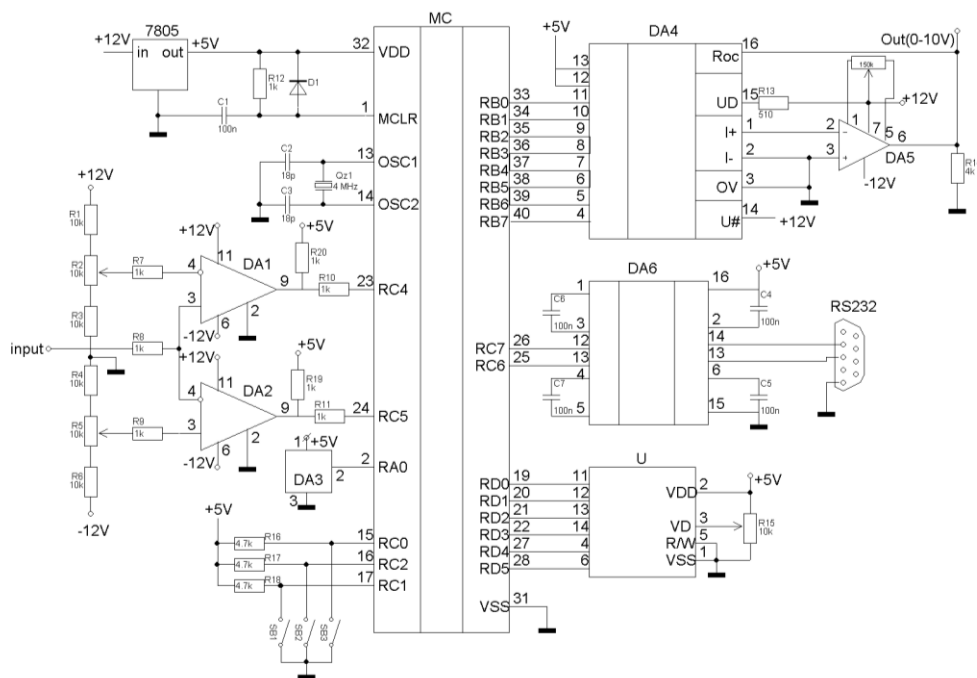 MC
7805
+12V in out +5V
32 VDD
R12
1k
D1
C1
100n
1 MCLR
C2
18p
13 OSC1
Qz1
4 MHz
C3
18p
14 OSC2
+12V
R1
10k
R2
10k
R3
10k
R4
10k
R5
10k
R6
10k
-12V
input
R7
1k
R8
1k
R9
1k
+12V
11
4
3
DA1
9
6
2
-12V
+5V
R20
1k
R10
1k
23 RC4
+12V
11
4
3
DA2
9
6
2
-12V
+5V
R19
1k
R11
1k
24 RC5
1 +5V
DA3
2
3
2 RA0
+5V
4.7k R16
15 RC0
4.7k R17
16 RC2
4.7k R18
17 RC1
SB1
SB2
SB3
RB0 33
RB1 34
RB2 35
RB3 36
RB4 37
RB5 38
RB6 39
RB7 40
RC7 26
RC6 25
RD0 19
RD1 20
RD2 21
RD3 22
RD4 27
RD5 28
VSS 31
DA4
+5V
13
12
11
10
9
8
7
6
5
4
Roc 16
UD 15
I+ 1
I- 2
OV 3
U# 14
+12V
R13
510
Out(0-10V)
150k
+12V
2
3
1
7
5
6
DA5
-12V
4k
DA6
1
C6
100n
3
12
13
4
C7
100n
5
16
+5V
C4
100n
2
14
13
6
C5
100n
15
RS232
U
11
12
13
14
4
6
VDD 2
VD 3
R/W 5
VSS 1
+5V
R15
10k